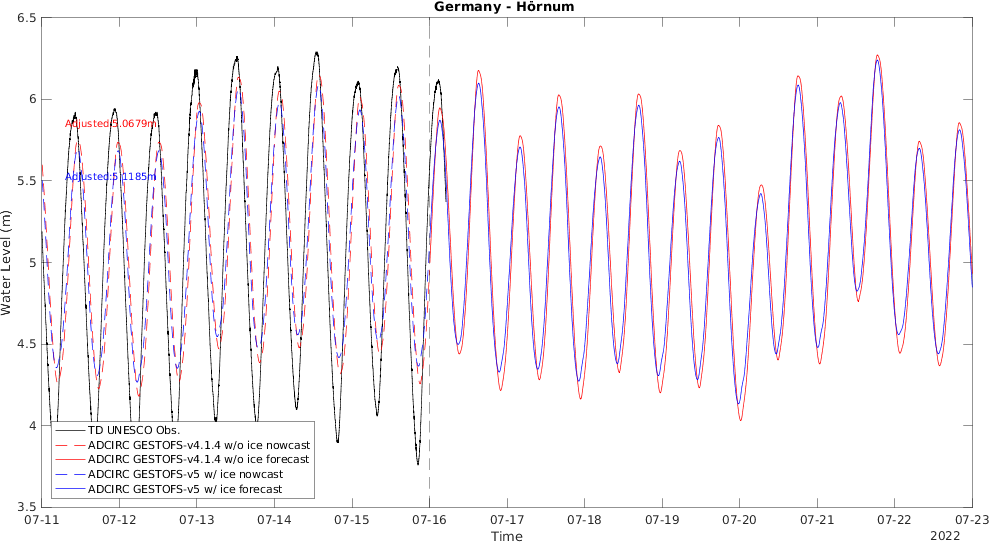 Germany - Hörnum
6.5
6
5.5
5
4.5
4
3.5
Water Level (m)
Adjusted:5.0679m
Adjusted:5.1185m
TD UNESCO Obs.
ADCIRC GESTOFS-v4.1.4 w/o ice nowcast
ADCIRC GESTOFS-v4.1.4 w/o ice forecast
ADCIRC GESTOFS-v5 w/ ice nowcast
ADCIRC GESTOFS-v5 w/ ice forecast
07-11 07-12 07-13 07-14 07-15 07-16 07-17 07-18 07-19 07-20 07-21 07-22 07-23
Time
2022